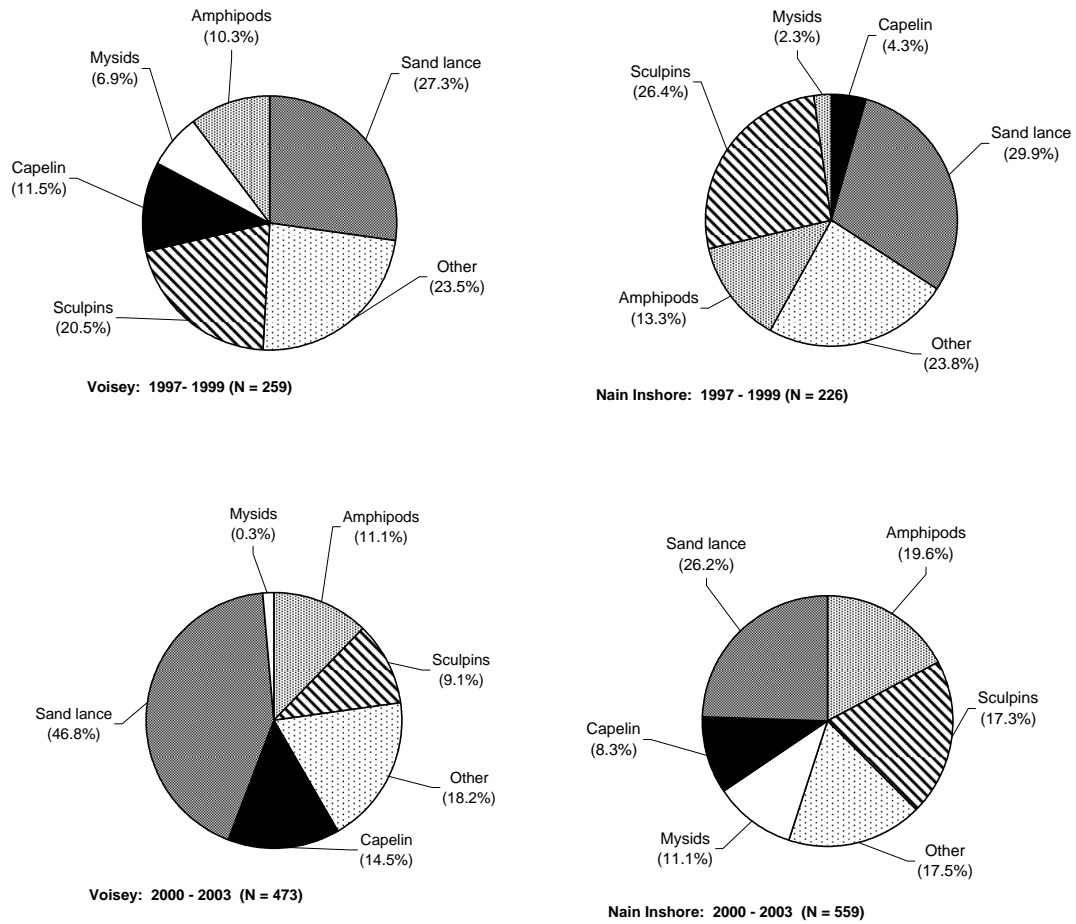 Amphipods
(10.3%)
Mysids
(6.9%)
Sand lance
(27.3%)
Capelin
(11.5%)
Other
(23.5%)
Sculpins
(20.5%)
Voisey:  1997- 1999 (N = 259)
Mysids
(2.3%)
Capelin
(4.3%)
Sculpins
(26.4%)
Sand lance
(29.9%)
Amphipods
(13.3%)
Other
(23.8%)
Nain Inshore:  1997 - 1999 (N = 226)
Mysids
(0.3%)
Amphipods
(11.1%)
Sculpins
(9.1%)
Sand lance
(46.8%)
Other
(18.2%)
Capelin
(14.5%)
Voisey:  2000 - 2003  (N = 473)
Sand lance
(26.2%)
Amphipods
(19.6%)
Sculpins
(17.3%)
Capelin
(8.3%)
Mysids
(11.1%)
Other
(17.5%)
Nain Inshore:  2000 - 2003  (N = 559)